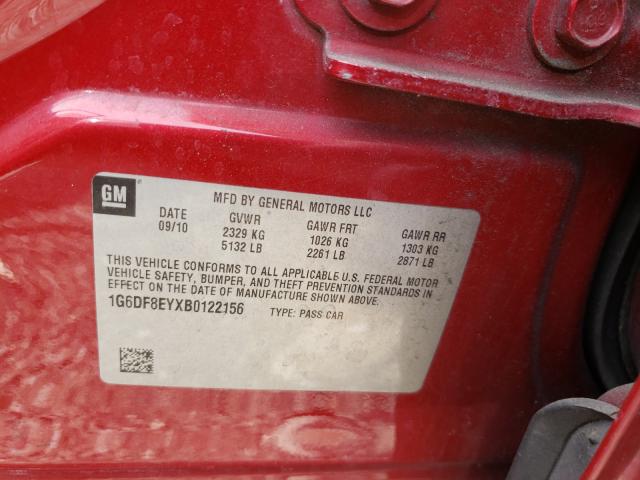 GM
MFD BY GENERAL MOTORS LLC
DATE GVWR GAWR FRT GAWR RR
09/10 2329 KG 1026 KG 1303 KG
5132 LB 2261 LB 2871 LB
THIS VEHICLE CONFORMS TO ALL APPLICABLE U.S. FEDERAL MOTOR
VEHICLE SAFETY, BUMPER, AND THEFT PREVENTION STANDARDS IN
EFFECT ON THE DATE OF MANUFACTURE SHOWN ABOVE.
1G6DF8EYXB0122156 TYPE: PASS CAR